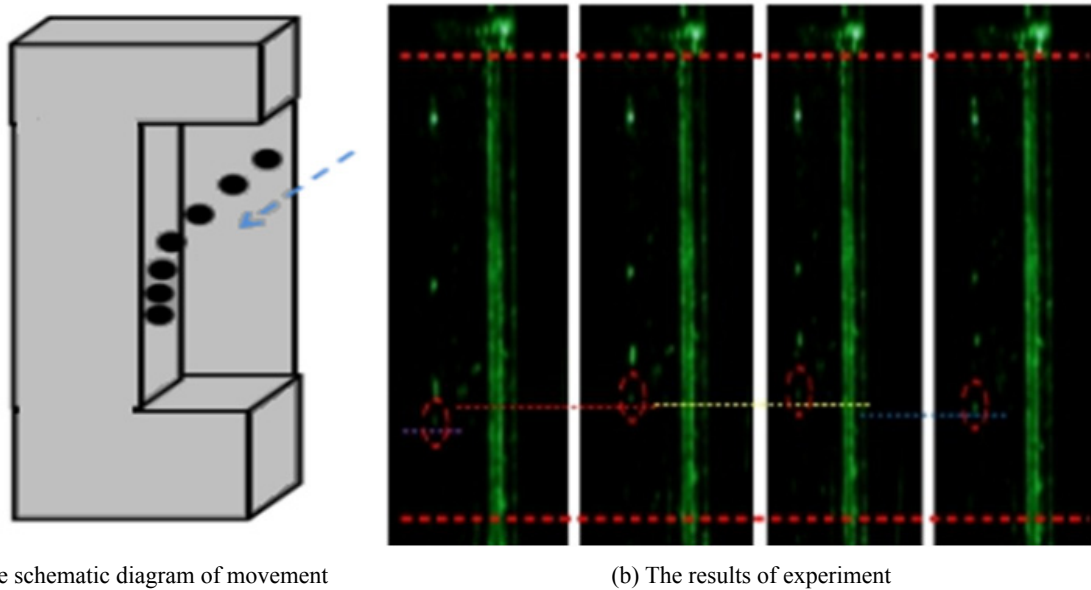 schematic diagram of movement
(b) The results of experiment